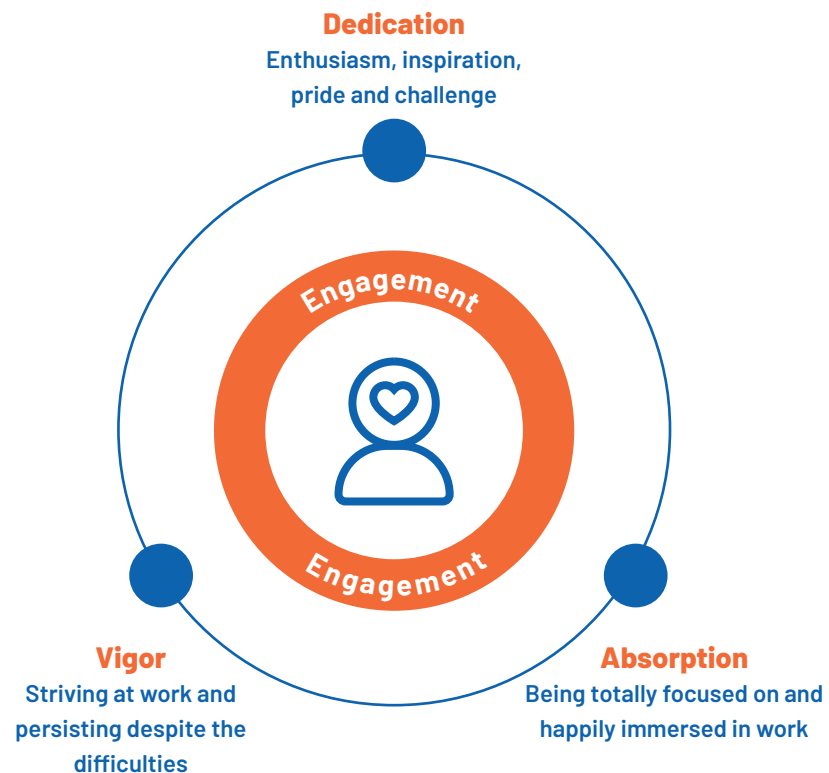 Dedication
Enthusiasm, inspiration,
pride and challenge
Engagement
Engagement
Vigor
Striving at work and
persisting despite the
difficulties
Absorption
Being totally focused on and
happily immersed in work